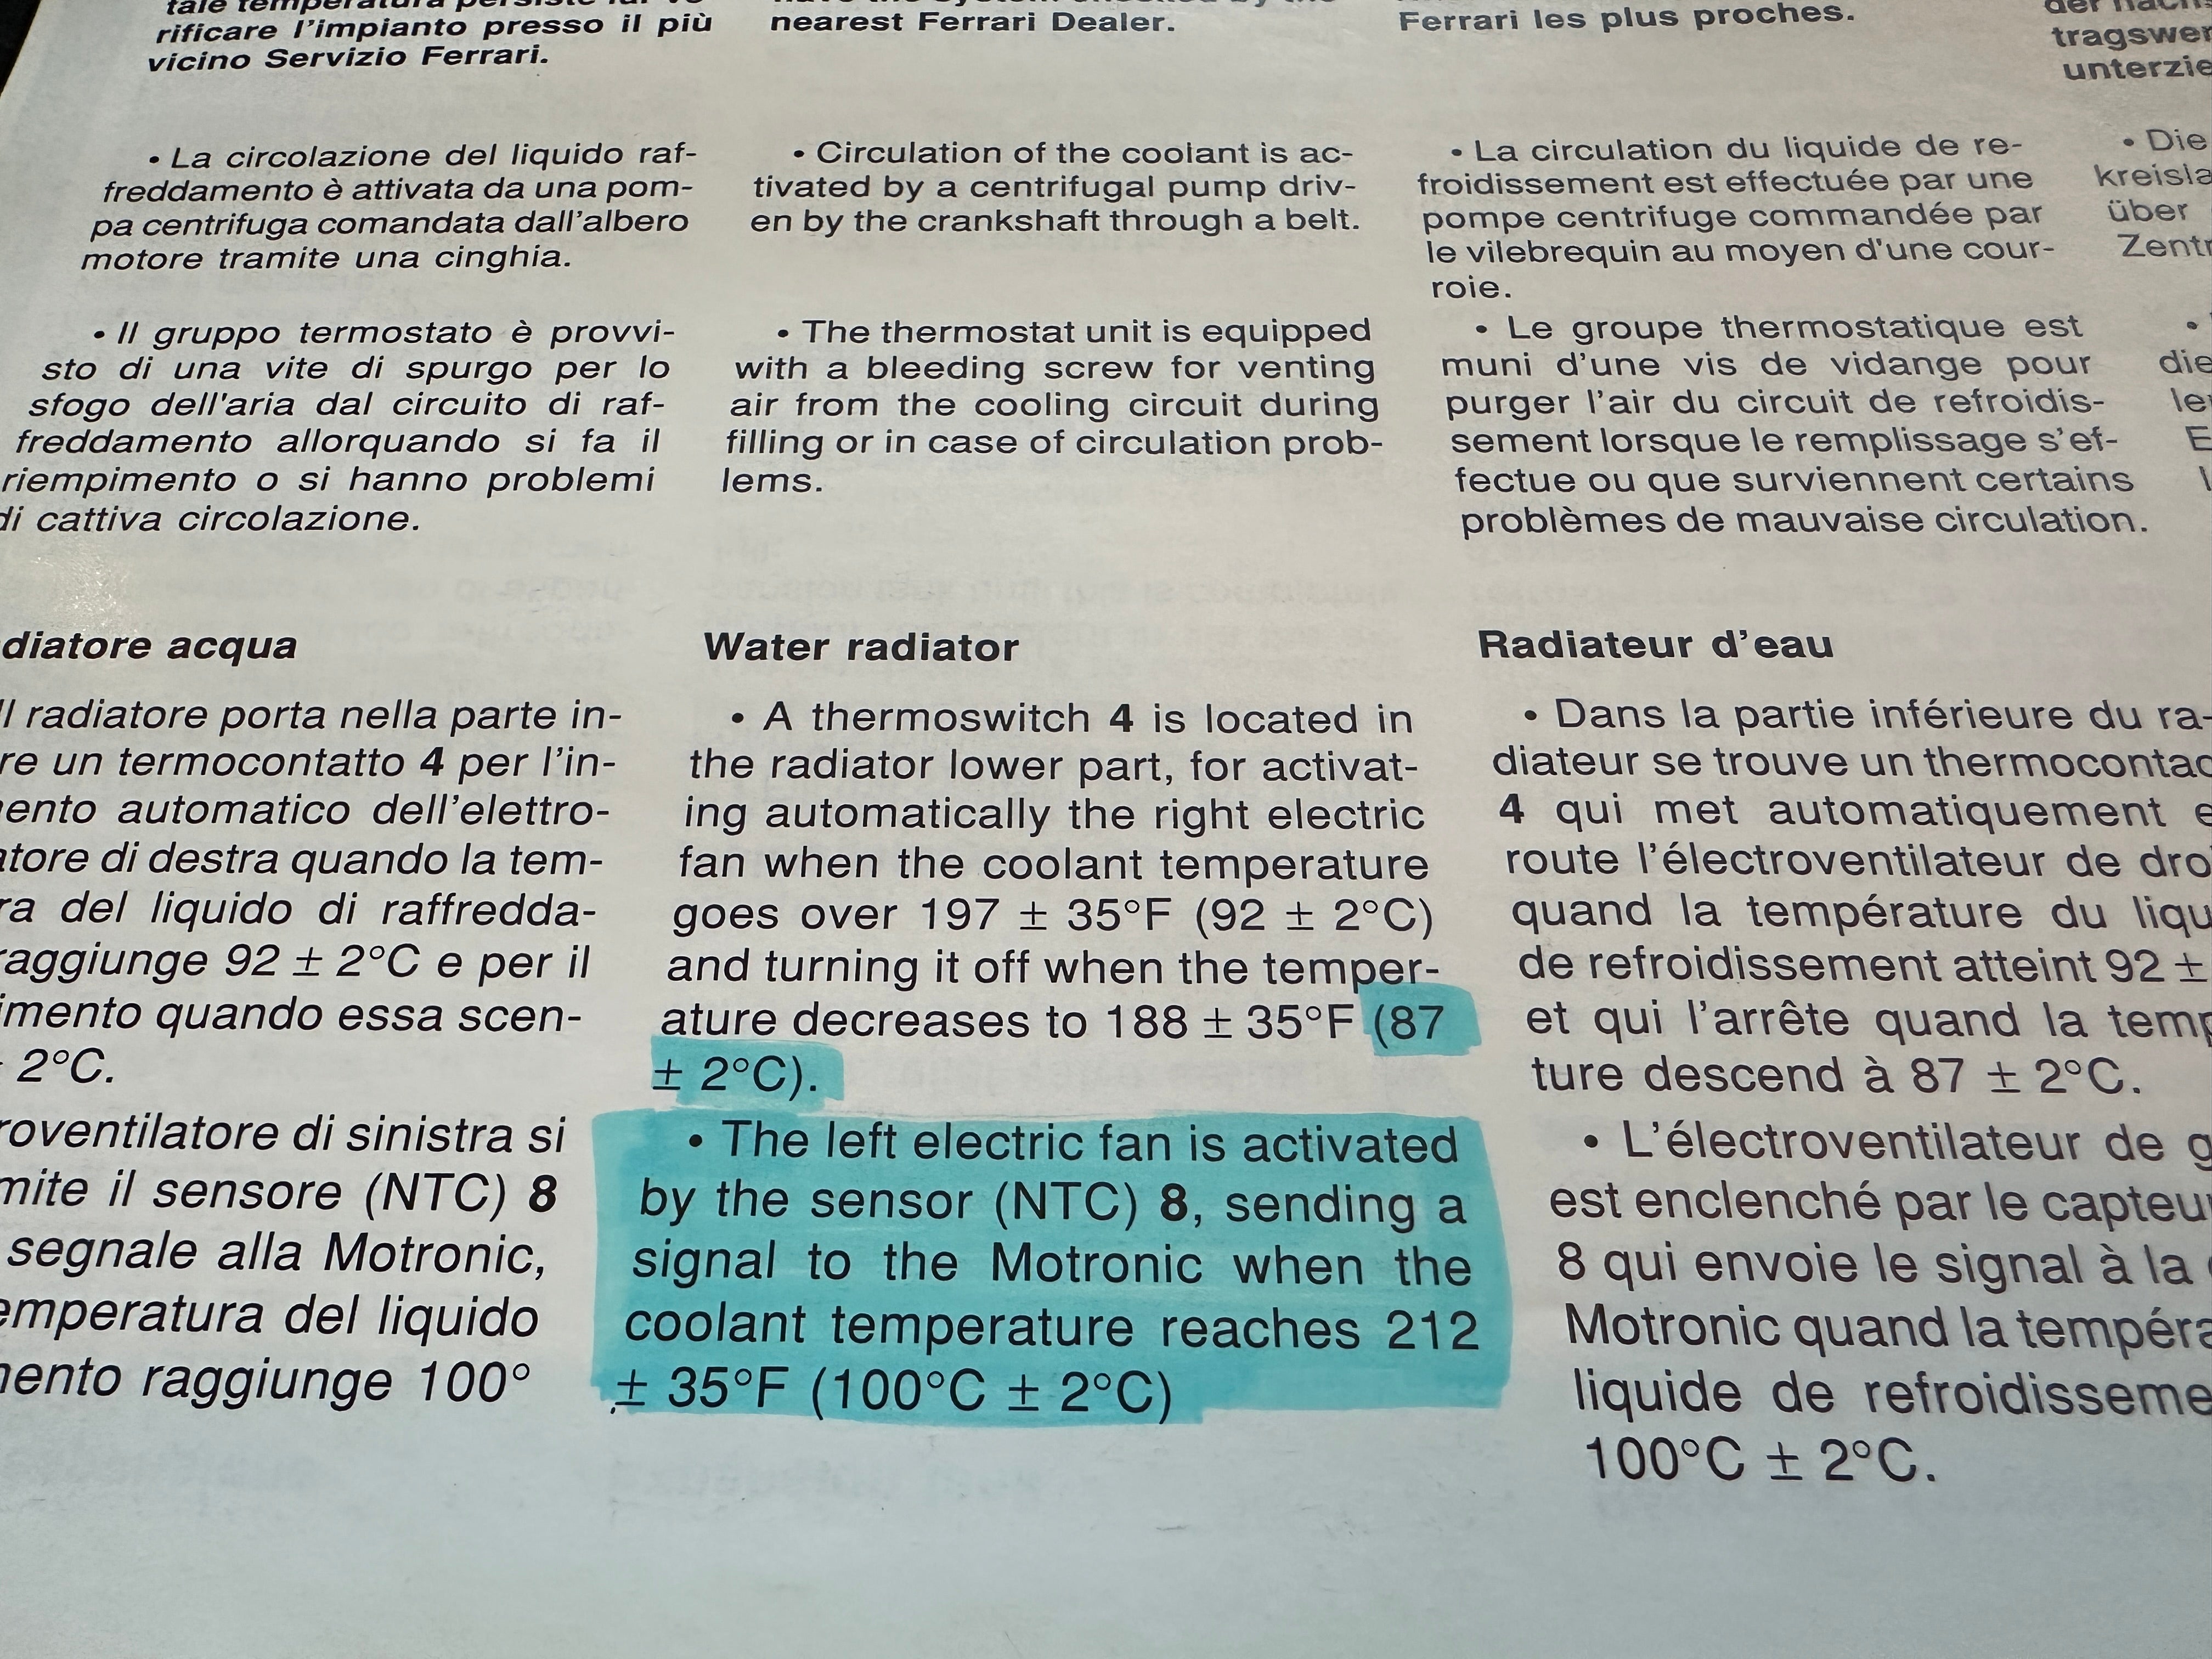 rificare l'impianto presso il più
vicino Servizio Ferrari.
• La circolazione del liquido raf-
freddamento è attivata da una pom-
pa centrifuga comandata dall'albero
motore tramite una cinghia.
• Il gruppo termostato è provvi-
sto di una vite di spurgo per lo
sfogo dell'aria dal circuito di raf-
freddamento allorquando si fa il
riempimento o si hanno problemi
di cattiva circolazione.
diatore acqua
Il radiatore porta nella parte in-
re un termocontatto 4 per l'in-
ento automatico dell'elettro-
atore di destra quando la tem-
ra del liquido di raffredda-
raggiunge 92 ± 2°C e per il
imento quando essa scen-
2°C.
roventilatore di sinistra si
mite il sensore (NTC) 8
segnale alla Motronic,
emperatura del liquido
mento raggiunge 100°
nearest Ferrari Dealer.
• Circulation of the coolant is ac-
tivated by a centrifugal pump driv-
en by the crankshaft through a belt.
• The thermostat unit is equipped
with a bleeding screw for venting
air from the cooling circuit during
filling or in case of circulation prob-
lems.
Water radiator
• A thermoswitch 4 is located in
the radiator lower part, for activat-
ing automatically the right electric
fan when the coolant temperature
goes over 197 ± 35°F (92 ± 2°C)
and turning it off when the temper-
ature decreases to 188 ± 35°F (87
± 2°C).
• The left electric fan is activated
by the sensor (NTC) 8, sending a
signal to the Motronic when the
coolant temperature reaches 212
± 35°F (100°C ± 2°C)
Ferrari les plus proches.
• La circulation du liquide de re-
froidissement est effectuée par une
pompe centrifuge commandée par
le vilebrequin au moyen d'une cour-
roie.
• Le groupe thermostatique est
muni d'une vis de vidange pour
purger l'air du circuit de refroidis-
sement lorsque le remplissage s'ef-
fectue ou que surviennent certains
problèmes de mauvaise circulation.
Radiateur d'eau
• Dans la partie inférieure du ra-
diateur se trouve un thermocontac
4 qui met automatiquement e
route l'électroventilateur de dro
quand la température du liqu
de refroidissement atteint 92 ±
et qui l'arrête quand la temp
ture descend à 87 ± 2°C.
• L'électroventilateur de g
est enclenché par le capteu
8 qui envoie le signal à la
Motronic quand la tempéra
liquide de refroidisseme
100°C ± 2°C.
tragswer
unterzie
• Die
kreisla
über
Zentr
die